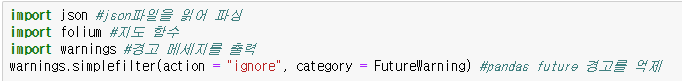 import json #json파일을 읽어 파싱
import folium #지도 함수
import warnings #경고 메세지를 출력
warnings.simplefilter(action = "ignore", category = FutureWarning) #pandas future 경고를 억제